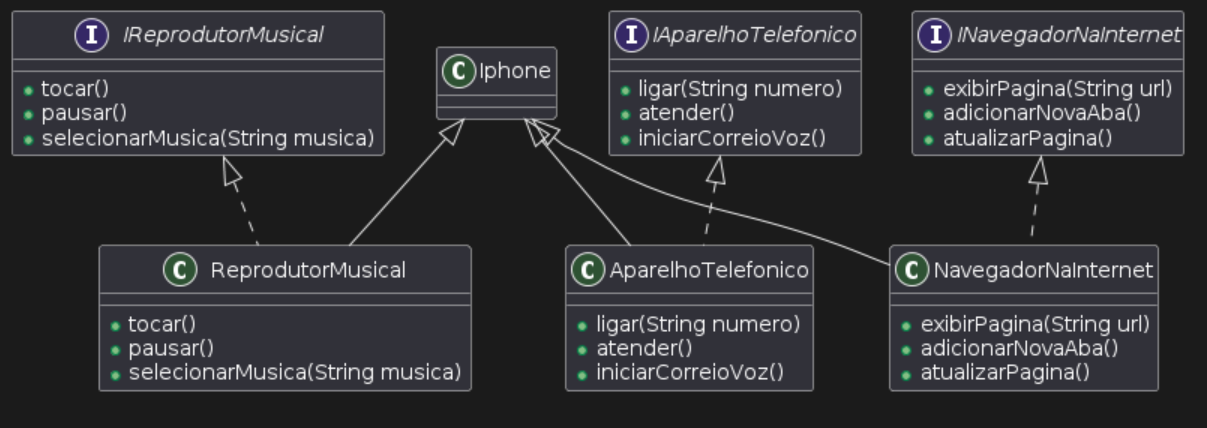 I IReprodutorMusical
tocar()
pausar()
selecionarMusica(String musica)
C Iphone
I IAparelhoTelefonico
ligar(String numero)
atender()
iniciarCorreioVoz()
I INavegadorNaInternet
exibirPagina(String url)
adicionarNovaAba()
atualizarPagina()
C ReprodutorMusical
tocar()
pausar()
selecionarMusica(String musica)
C AparelhoTelefonico
ligar(String numero)
atender()
iniciarCorreioVoz()
C NavegadorNaInternet
exibirPagina(String url)
adicionarNovaAba()
atualizarPagina()